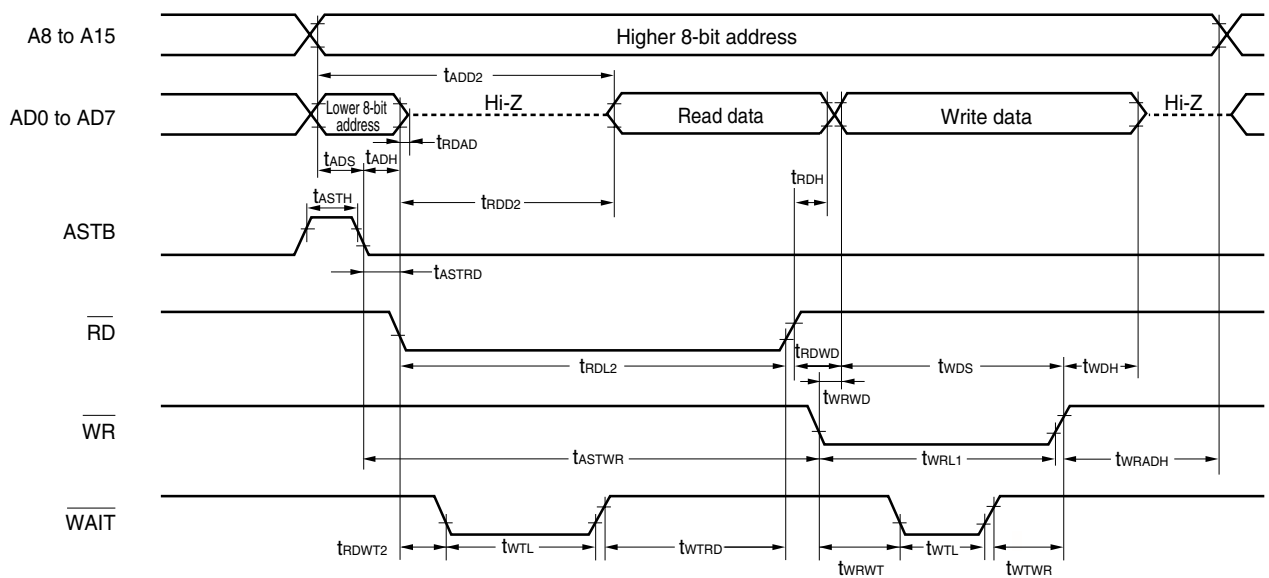 A8 to A15
Higher 8-bit address
tADD2
AD0 to AD7
Lower 8-bit
address
Hi-Z
Read data
Write data
Hi-Z
tRDAD
tADS
tADH
tRDH
tASTH
tRDD2
ASTB
tASTRD
RD
tRDWD
tRDL2
tWDS
tWDH
tWRWD
WR
tASTWR
tWRL1
tWRADH
WAIT
tRDWT2
tWTL
tWTRD
tWRWT
tWTL
tWTWR